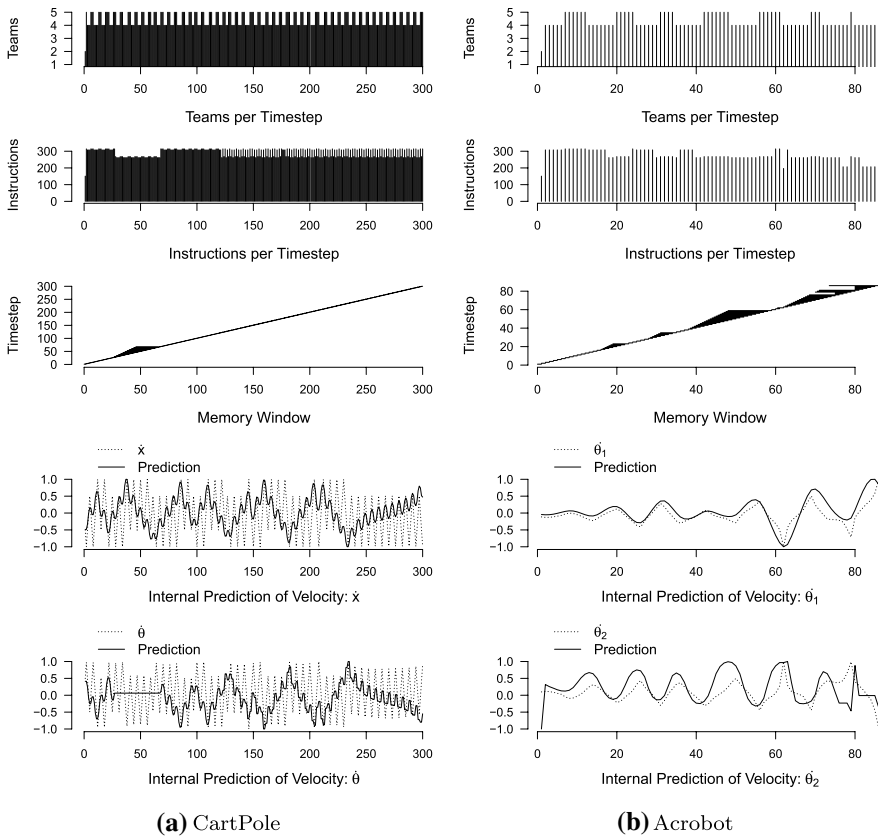 Teams
5
4
3
2
1
0 50 100 150 200 250 300
Teams per Timestep
Instructions
300
200
100
0
0 50 100 150 200 250 300
Instructions per Timestep
Timestep
300
250
200
150
100
50
0
0 50 100 150 200 250 300
Memory Window
ẋ
Prediction
1.0
0.5
0.0
−0.5
−1.0
0 50 100 150 200 250 300
Internal Prediction of Velocity: ẋ
θ̇
Prediction
1.0
0.5
0.0
−0.5
−1.0
0 50 100 150 200 250 300
Internal Prediction of Velocity: θ̇
(a) CartPole
Teams
5
4
3
2
1
0 20 40 60 80
Teams per Timestep
Instructions
300
200
100
0
0 20 40 60 80
Instructions per Timestep
Timestep
80
60
40
20
0
0 20 40 60 80
Memory Window
θ̇₁
Prediction
1.0
0.5
0.0
−0.5
−1.0
0 20 40 60 80
Internal Prediction of Velocity: θ̇₁
θ̇₂
Prediction
1.0
0.5
0.0
−0.5
−1.0
0 20 40 60 80
Internal Prediction of Velocity: θ̇₂
(b) Acrobot